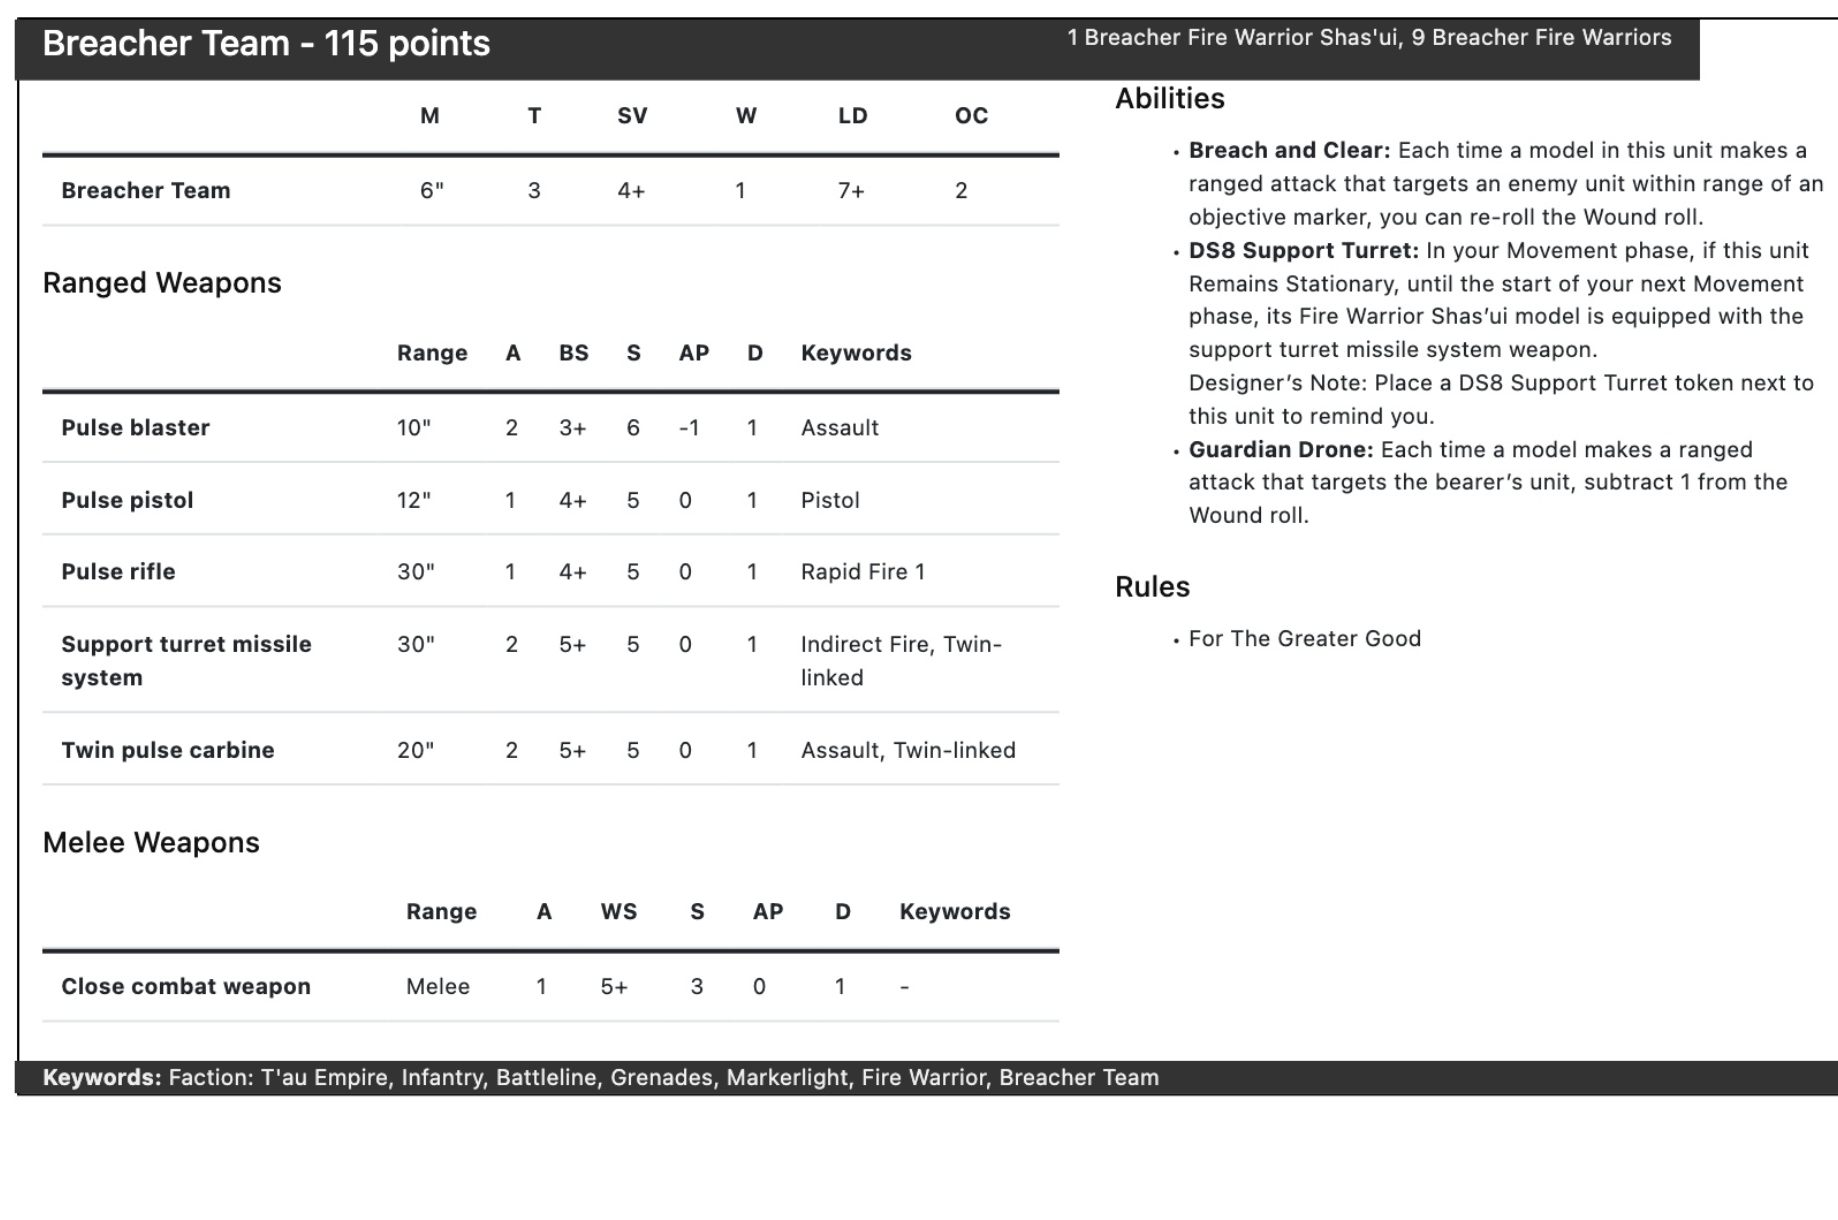 Breacher Team - 115 points
1 Breacher Fire Warrior Shas'ui, 9 Breacher Fire Warriors
M T SV W LD OC
Breacher Team 6" 3 4+ 1 7+ 2
Ranged Weapons
Range A BS S AP D Keywords
Pulse blaster 10" 2 3+ 6 -1 1 Assault
Pulse pistol 12" 1 4+ 5 0 1 Pistol
Pulse rifle 30" 1 4+ 5 0 1 Rapid Fire 1
Support turret missile 30" 2 5+ 5 0 1 Indirect Fire, Twin-
system linked
Twin pulse carbine 20" 2 5+ 5 0 1 Assault, Twin-linked
Melee Weapons
Range A WS S AP D Keywords
Close combat weapon Melee 1 5+ 3 0 1 -
Abilities
• Breach and Clear: Each time a model in this unit makes a
ranged attack that targets an enemy unit within range of an
objective marker, you can re-roll the Wound roll.
• DS8 Support Turret: In your Movement phase, if this unit
Remains Stationary, until the start of your next Movement
phase, its Fire Warrior Shas’ui model is equipped with the
support turret missile system weapon.
Designer’s Note: Place a DS8 Support Turret token next to
this unit to remind you.
• Guardian Drone: Each time a model makes a ranged
attack that targets the bearer’s unit, subtract 1 from the
Wound roll.
Rules
• For The Greater Good
Keywords: Faction: T'au Empire, Infantry, Battleline, Grenades, Markerlight, Fire Warrior, Breacher Team